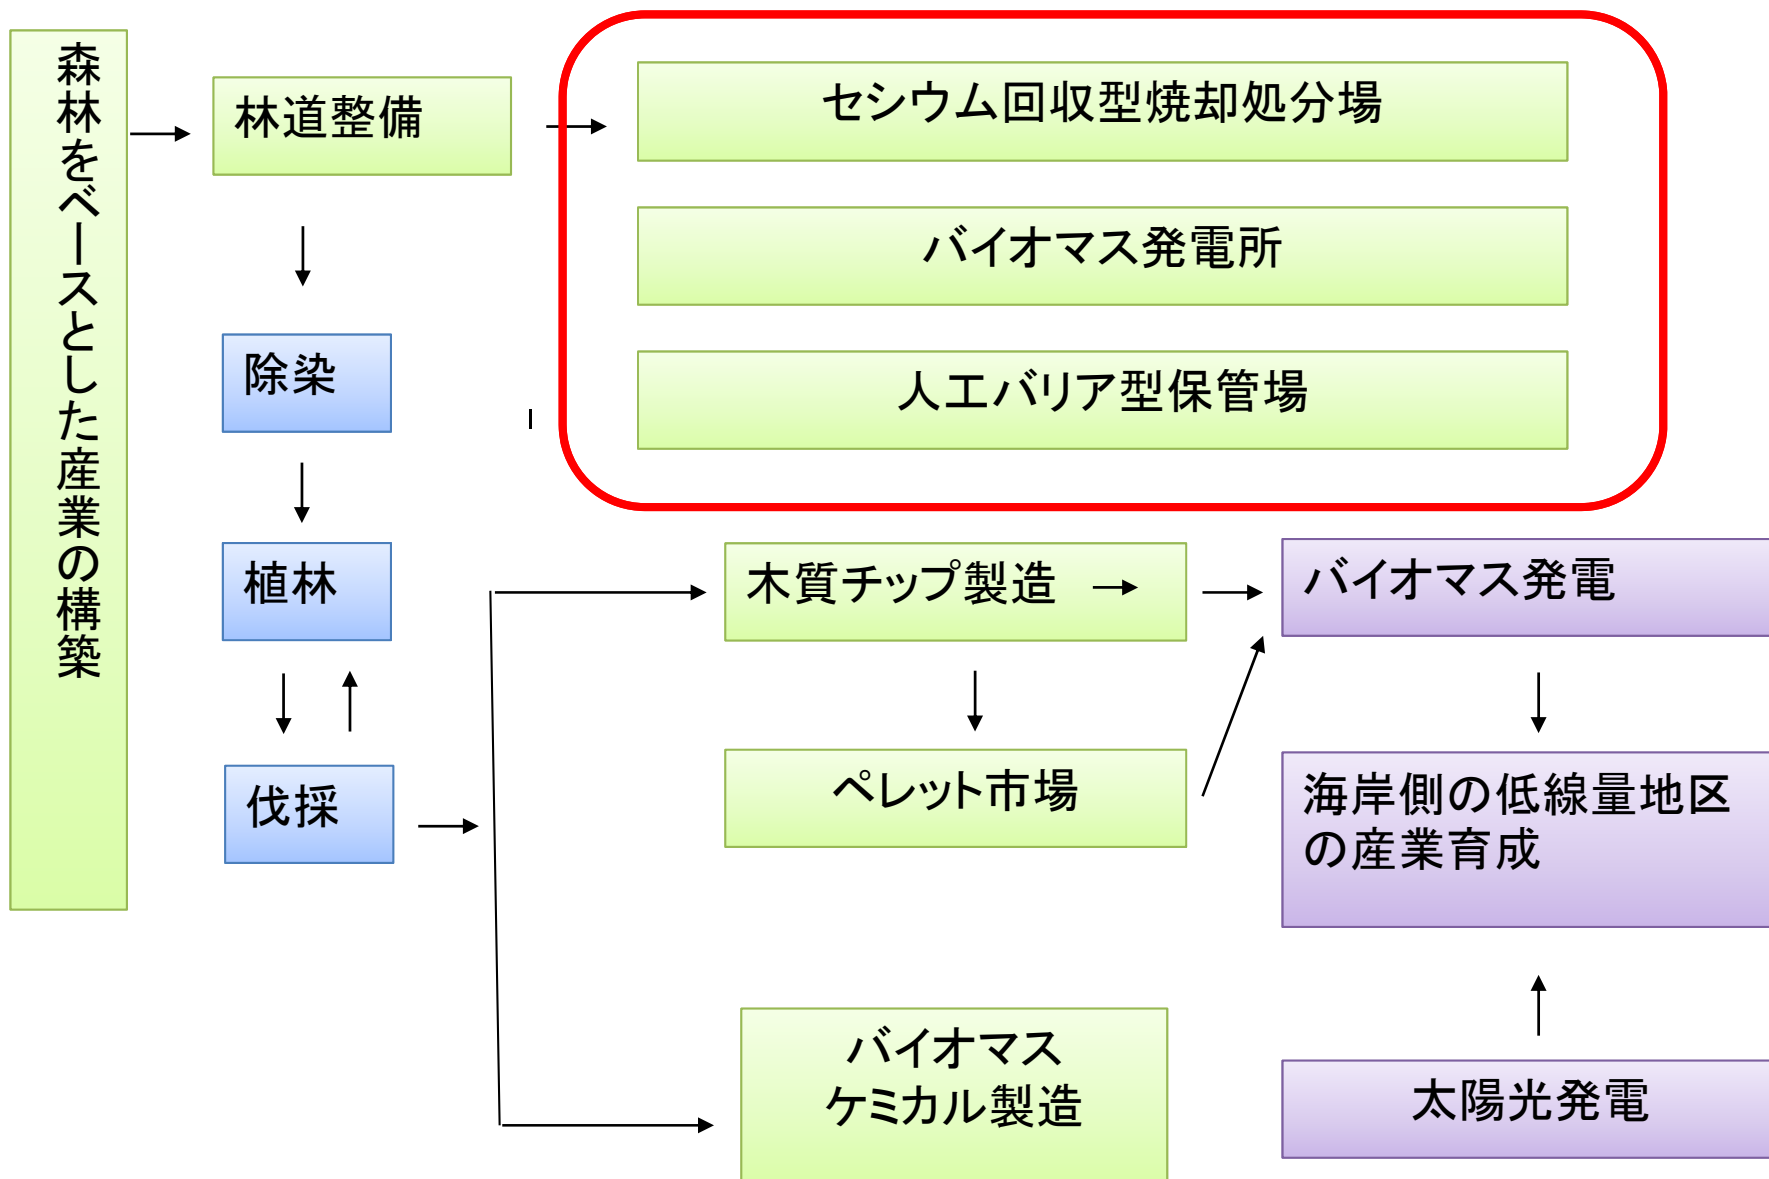 森林をベースとした産業の構築
林道整備
セシウム回収型焼却処分場
バイオマス発電所
人工バリア型保管場
除染
植林
伐採
木質チップ製造 →
バイオマス発電
ペレット市場
海岸側の低線量地区
の産業育成
バイオマス
ケミカル製造
太陽光発電